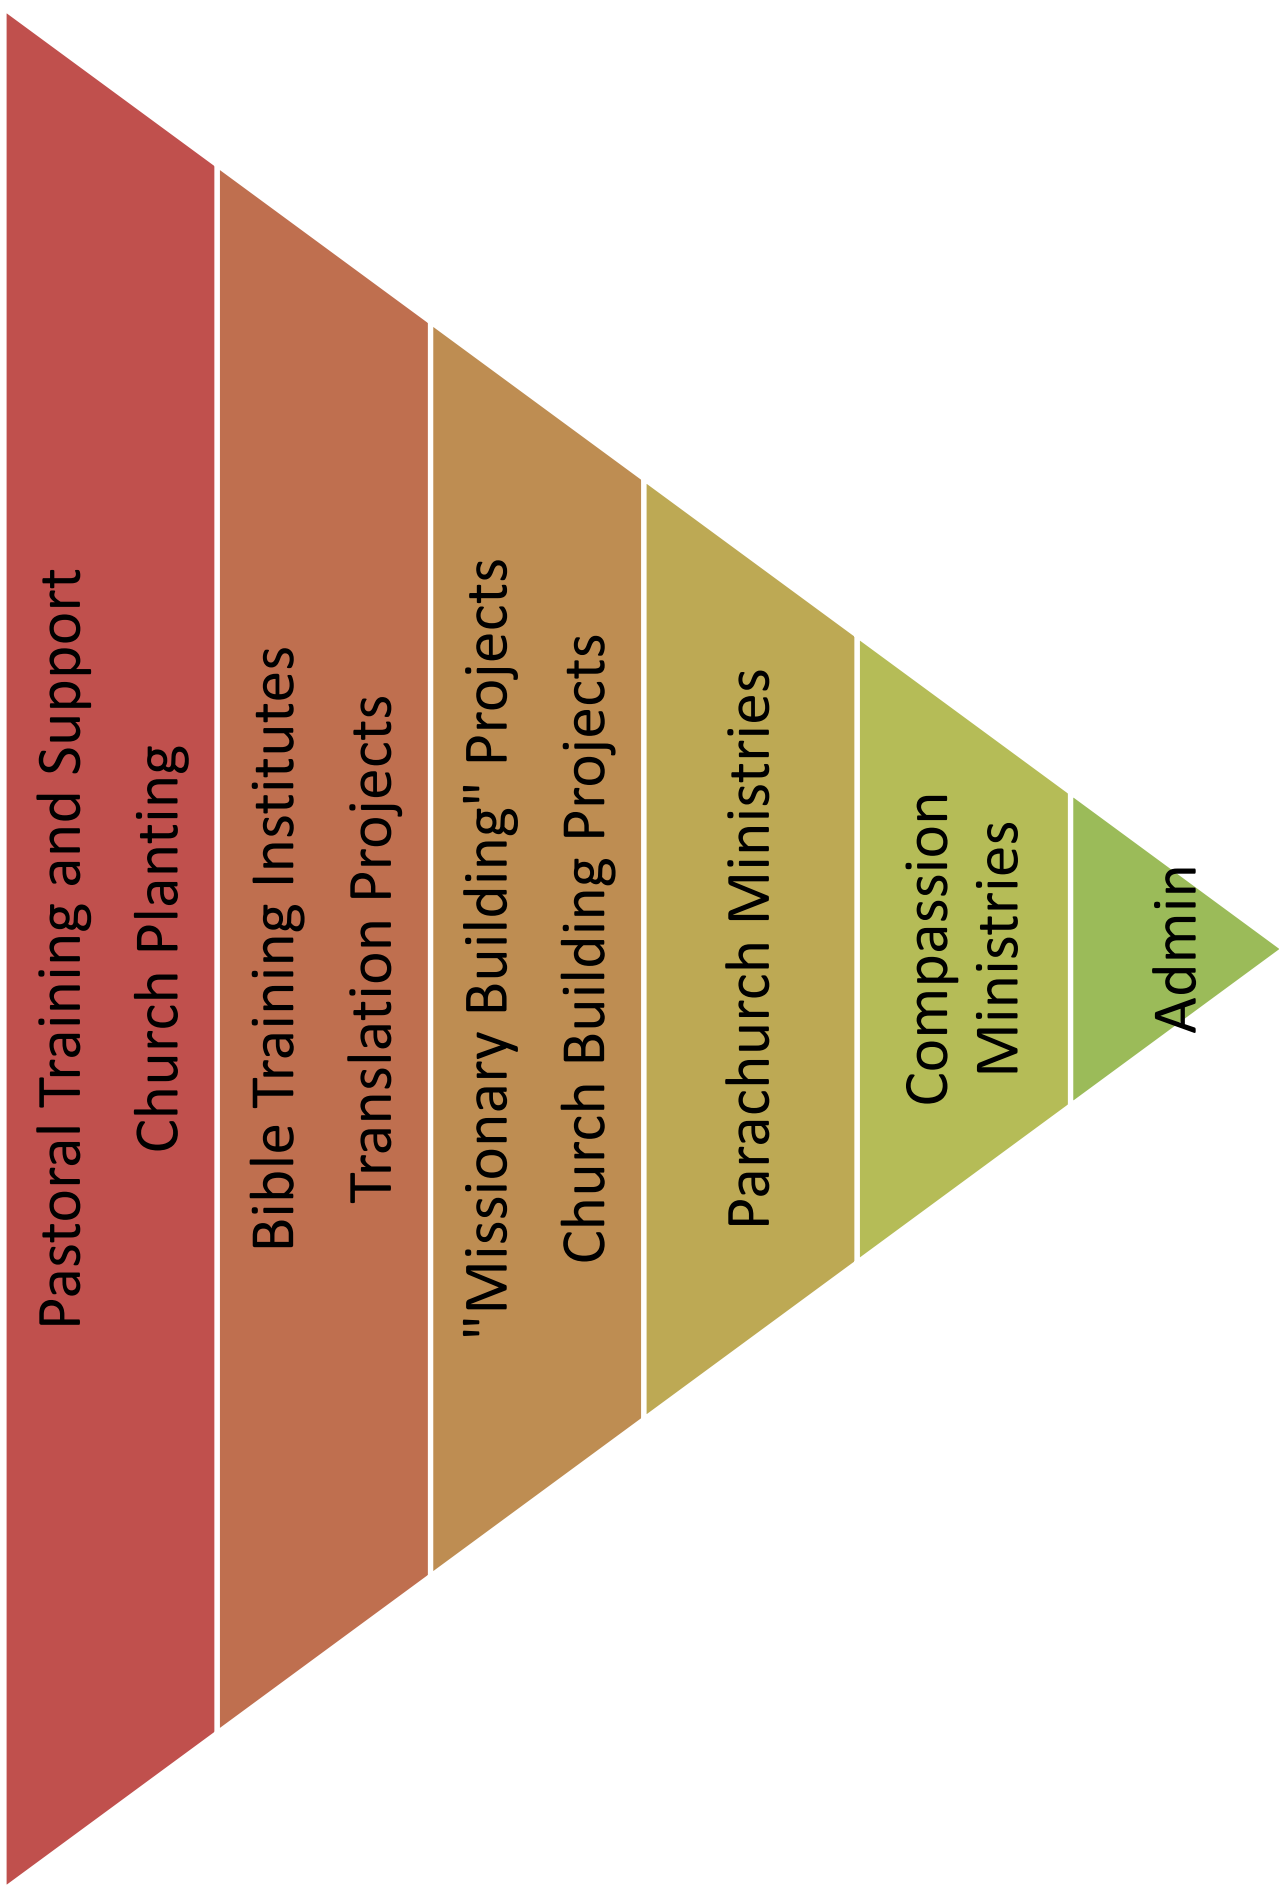 Pastoral Training and Support
Church Planting
Bible Training Institutes
Translation Projects
"Missionary Building" Projects
Church Building Projects
Parachurch Ministries
Compassion
Ministries
Admin